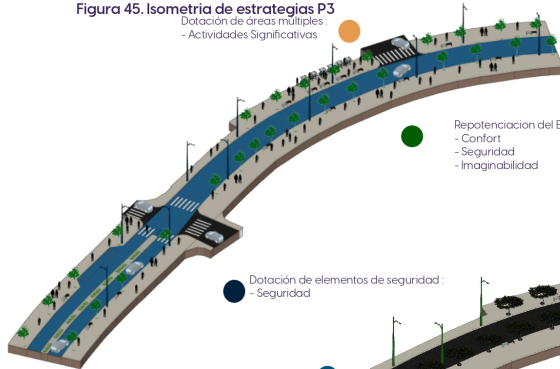 Figura 45. Isometria de estrategias P3
Dotación de áreas múltiples :
- Actividades Significativas
Repotenciacion del E
- Confort
- Seguridad
- Imaginabilidad
Dotación de elementos de seguridad :
- Seguridad